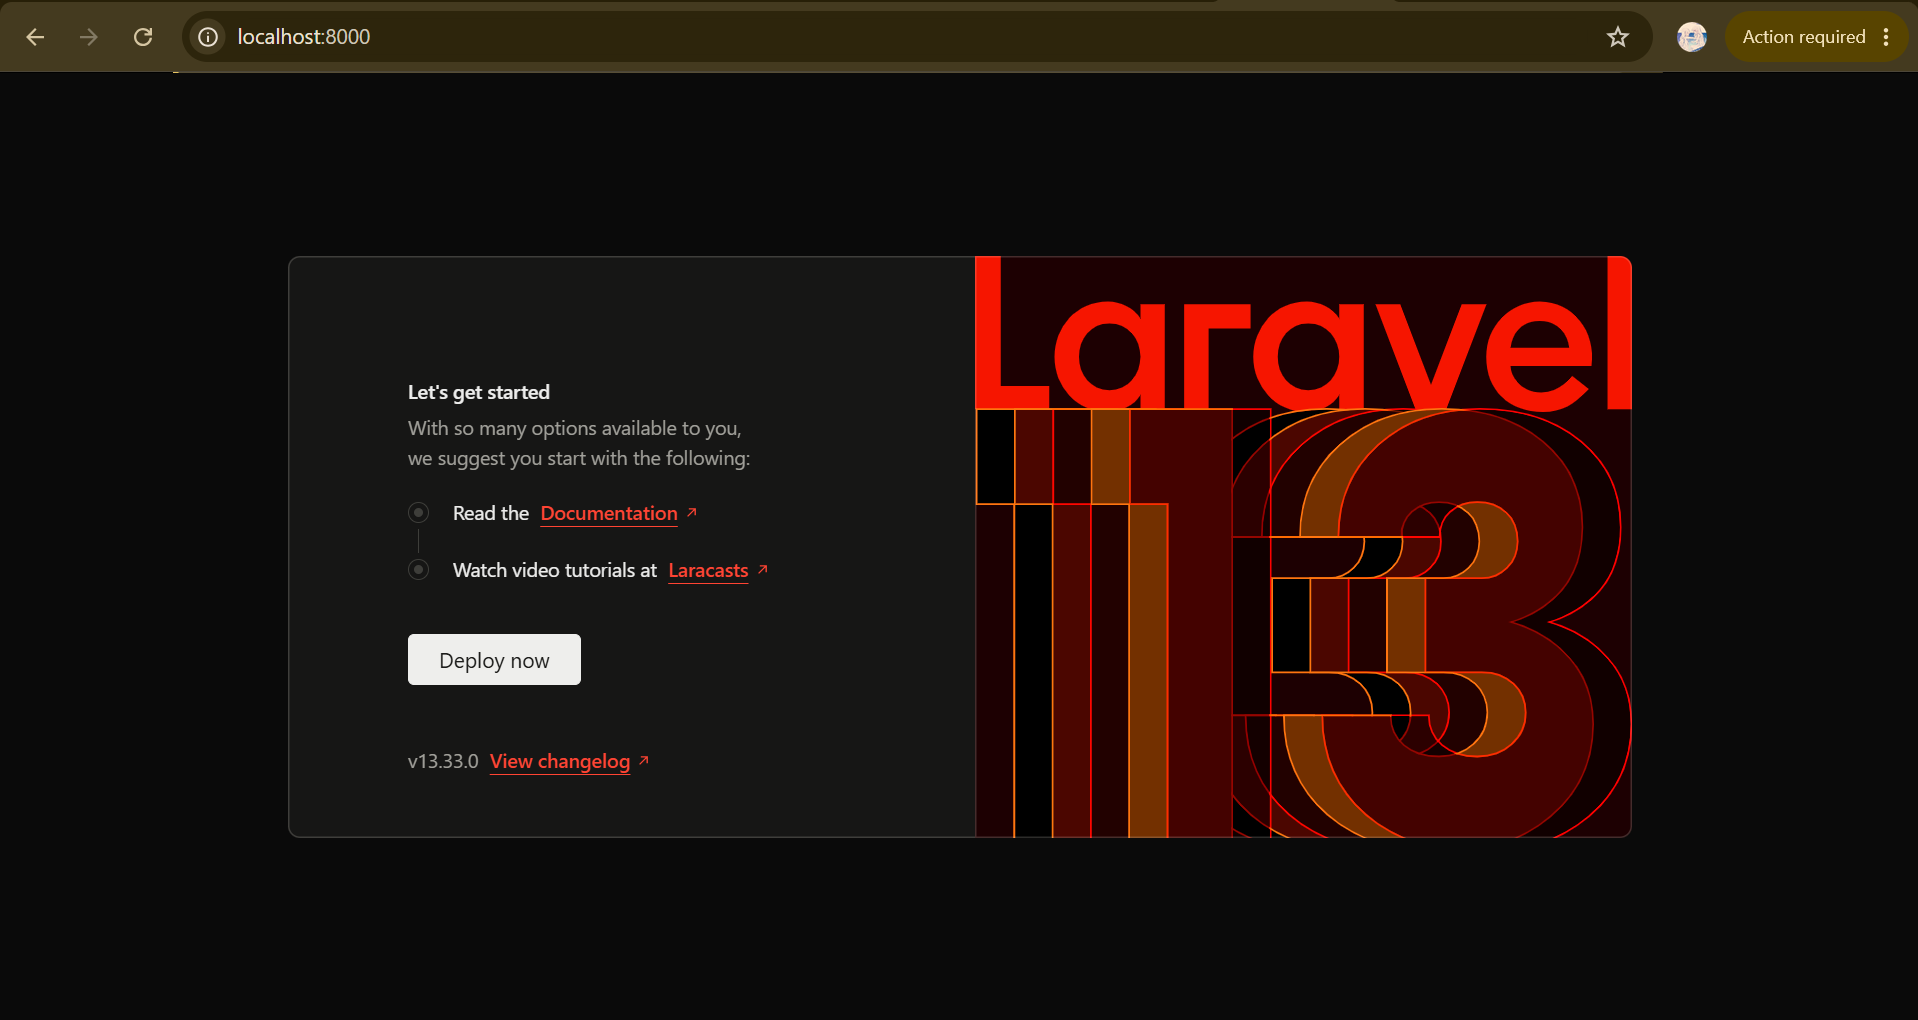 localhost:8000
Action required
Laravel
13
Let's get started
With so many options available to you,
we suggest you start with the following:
Read the Documentation
Watch video tutorials at Laracasts
Deploy now
v13.33.0 View changelog